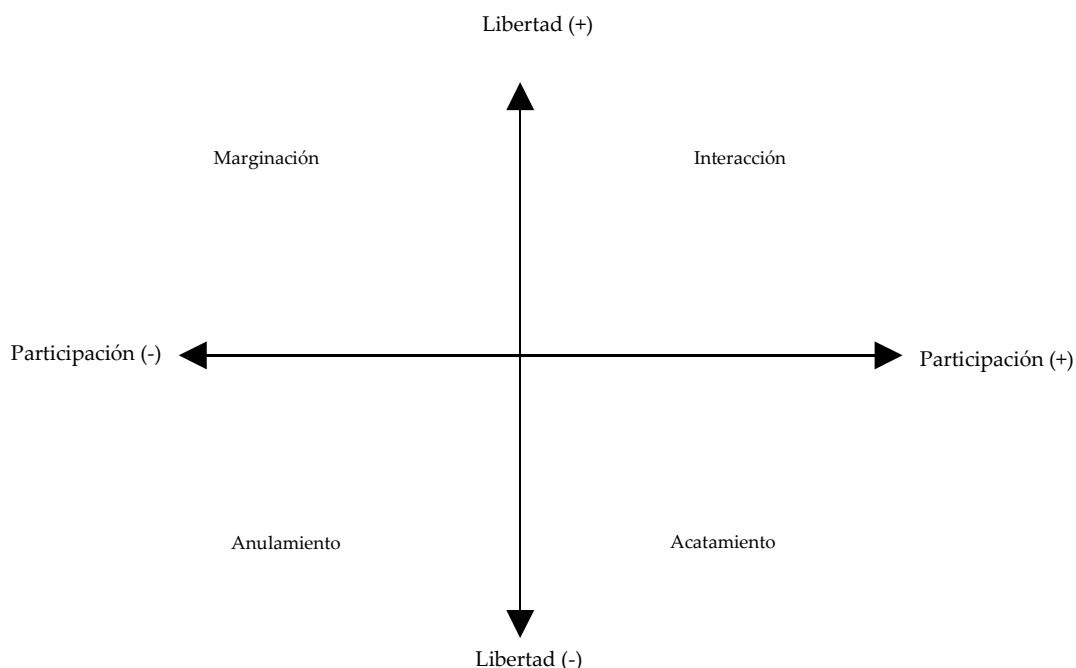 Libertad (+)
Marginación
Interacción
Participación (-)
Participación (+)
Anulamiento
Acatamiento
Libertad (-)